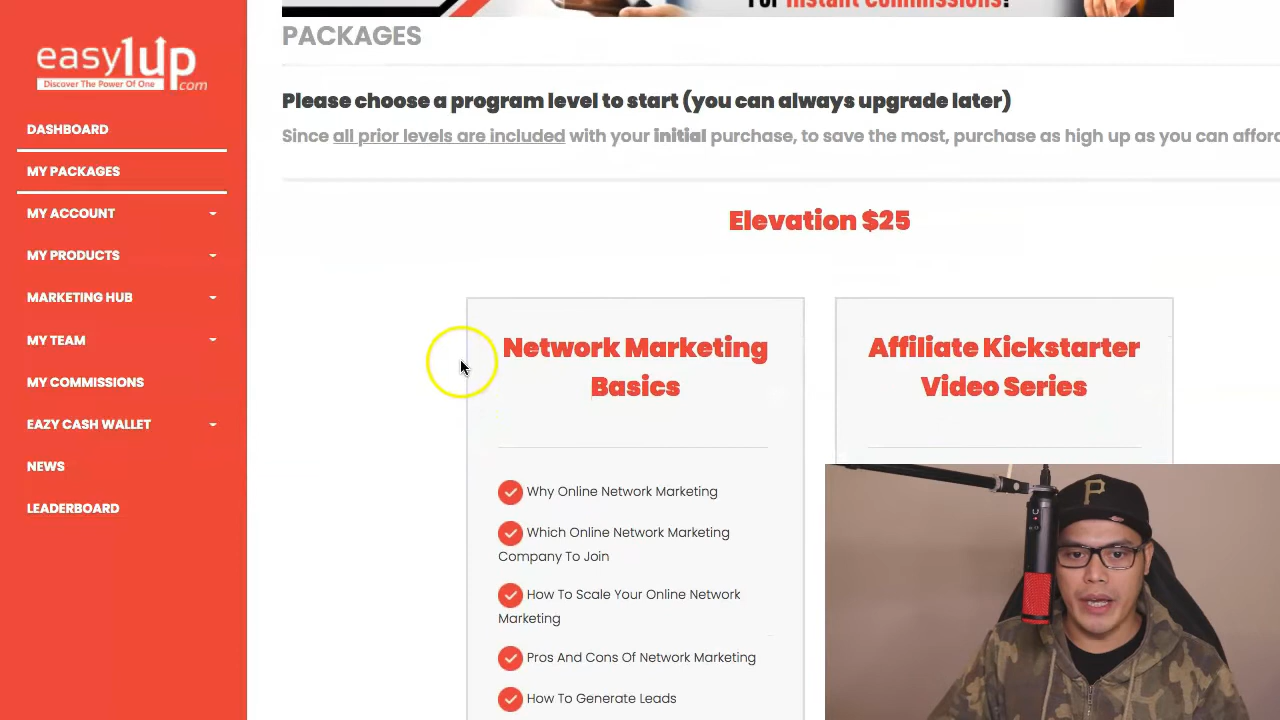 For Instant Commissions!
easy1up
.com
Discover The Power Of One
DASHBOARD
MY PACKAGES
MY ACCOUNT
MY PRODUCTS
MARKETING HUB
MY TEAM
MY COMMISSIONS
EAZY CASH WALLET
NEWS
LEADERBOARD
PACKAGES
Please choose a program level to start (you can always upgrade later)
Since all prior levels are included with your initial purchase, to save the most, purchase as high up as you can
Elevation $25
Network Marketing
Basics
Why Online Network Marketing
Which Online Network Marketing
Company To Join
How To Scale Your Online Network
Marketing
Pros And Cons Of Network Marketing
How To Generate Leads
Affiliate Kickstarter
Video Series
P